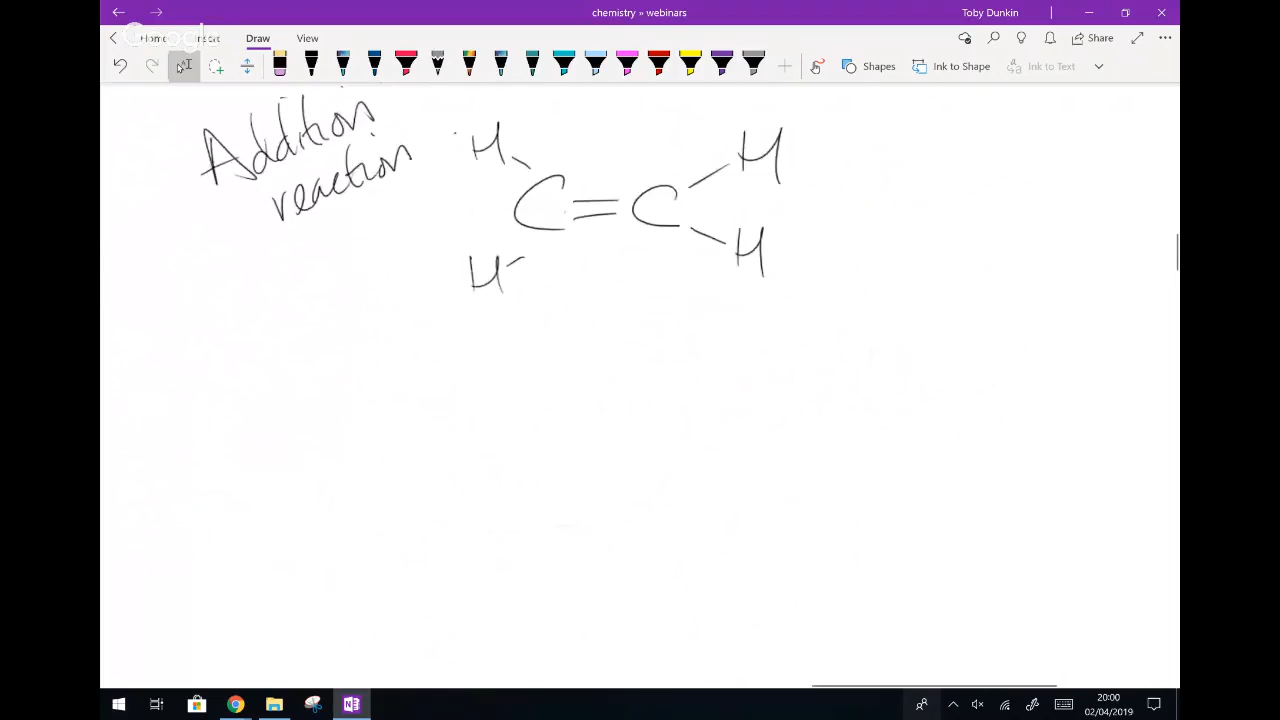 chemistry » webinars
Toby Dunkin
Google
Home
Insert
Draw
View
Share
Shapes
Ink to Shape
Ink to Text
Addition
reaction
H H
C = C
H H
20:00
02/04/2019